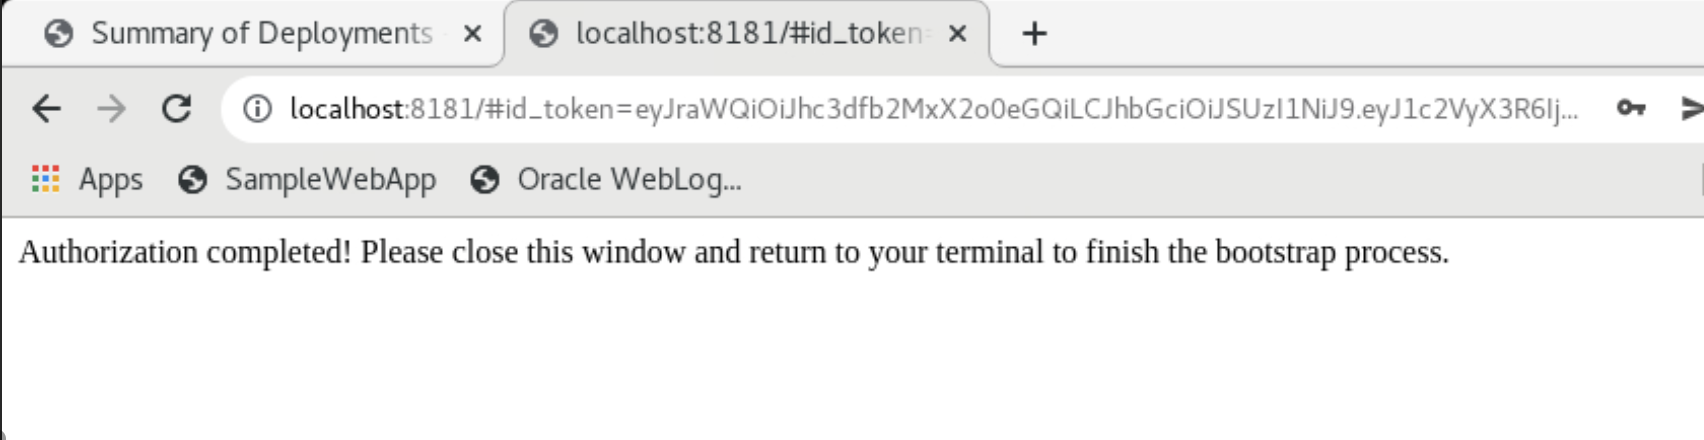 Summary of Deployments
localhost:8181/#id_token=
localhost:8181/#id_token=eyJraWQiOiJhc3dfb2MxX2o0eGQiLCJhbGciOiJSUzI1NiJ9.eyJ1c2VyX3R6Ij...
Apps SampleWebApp Oracle WebLog...
Authorization completed! Please close this window and return to your terminal to finish the bootstrap process.